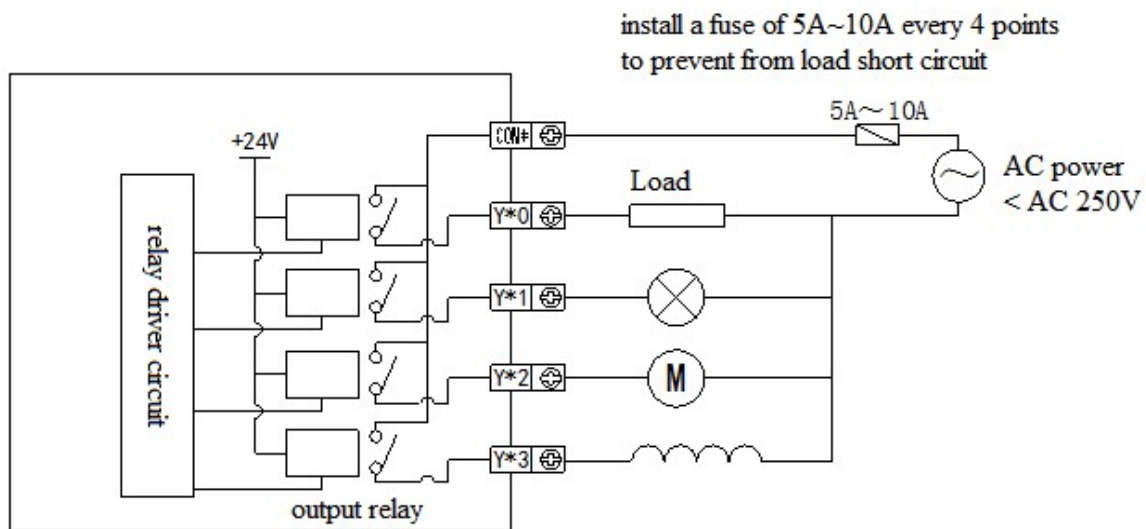 install a fuse of 5A~10A every 4 points
to prevent from load short circuit
5A～10A
+24V
CON#
AC power
< AC 250V
Load
Y*0
relay driver circuit
Y*1
Y*2
M
Y*3
output relay